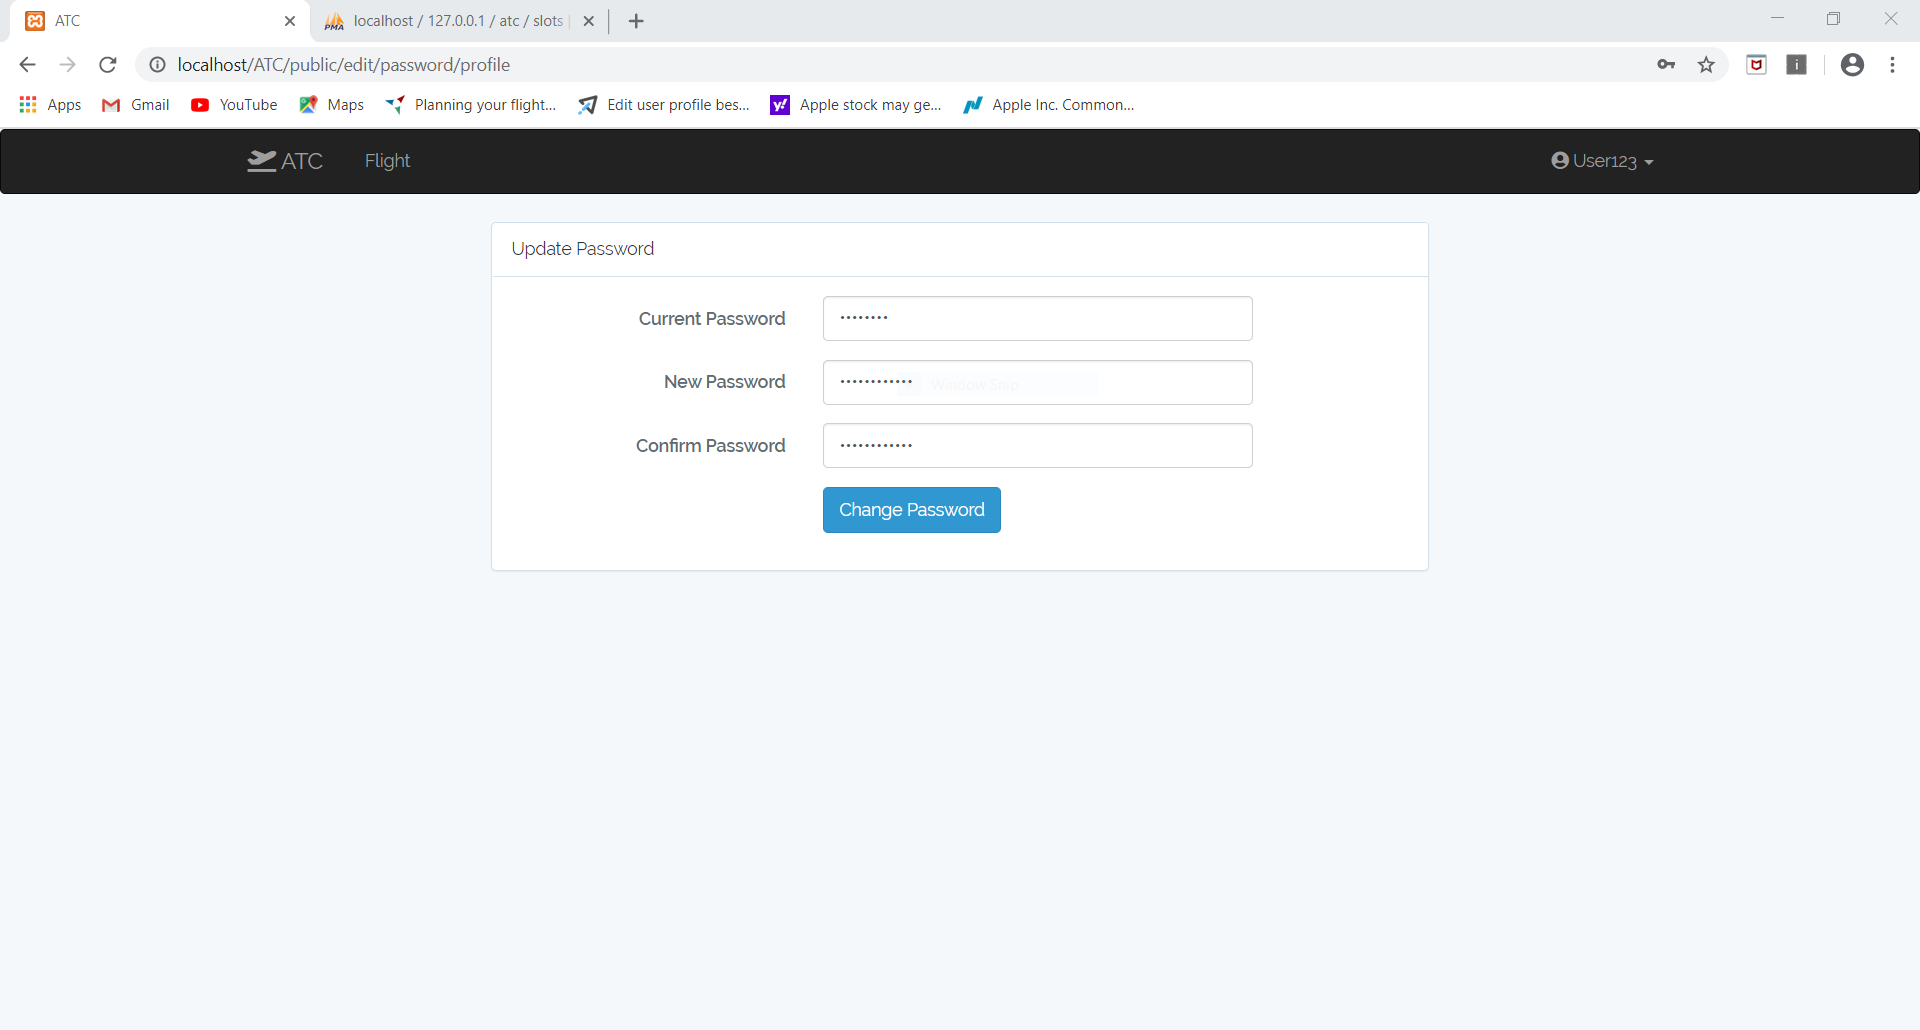 ATC
localhost / 127.0.0.1 / atc / slots |
localhost/ATC/public/edit/password/profile
Apps Gmail YouTube Maps Planning your flight... Edit user profile bes... Apple stock may ge... Apple Inc. Common...
ATC Flight User123
Update Password
Current Password ••••••••
New Password ••••••••••••
Window Snip
Confirm Password ••••••••••••
Change Password